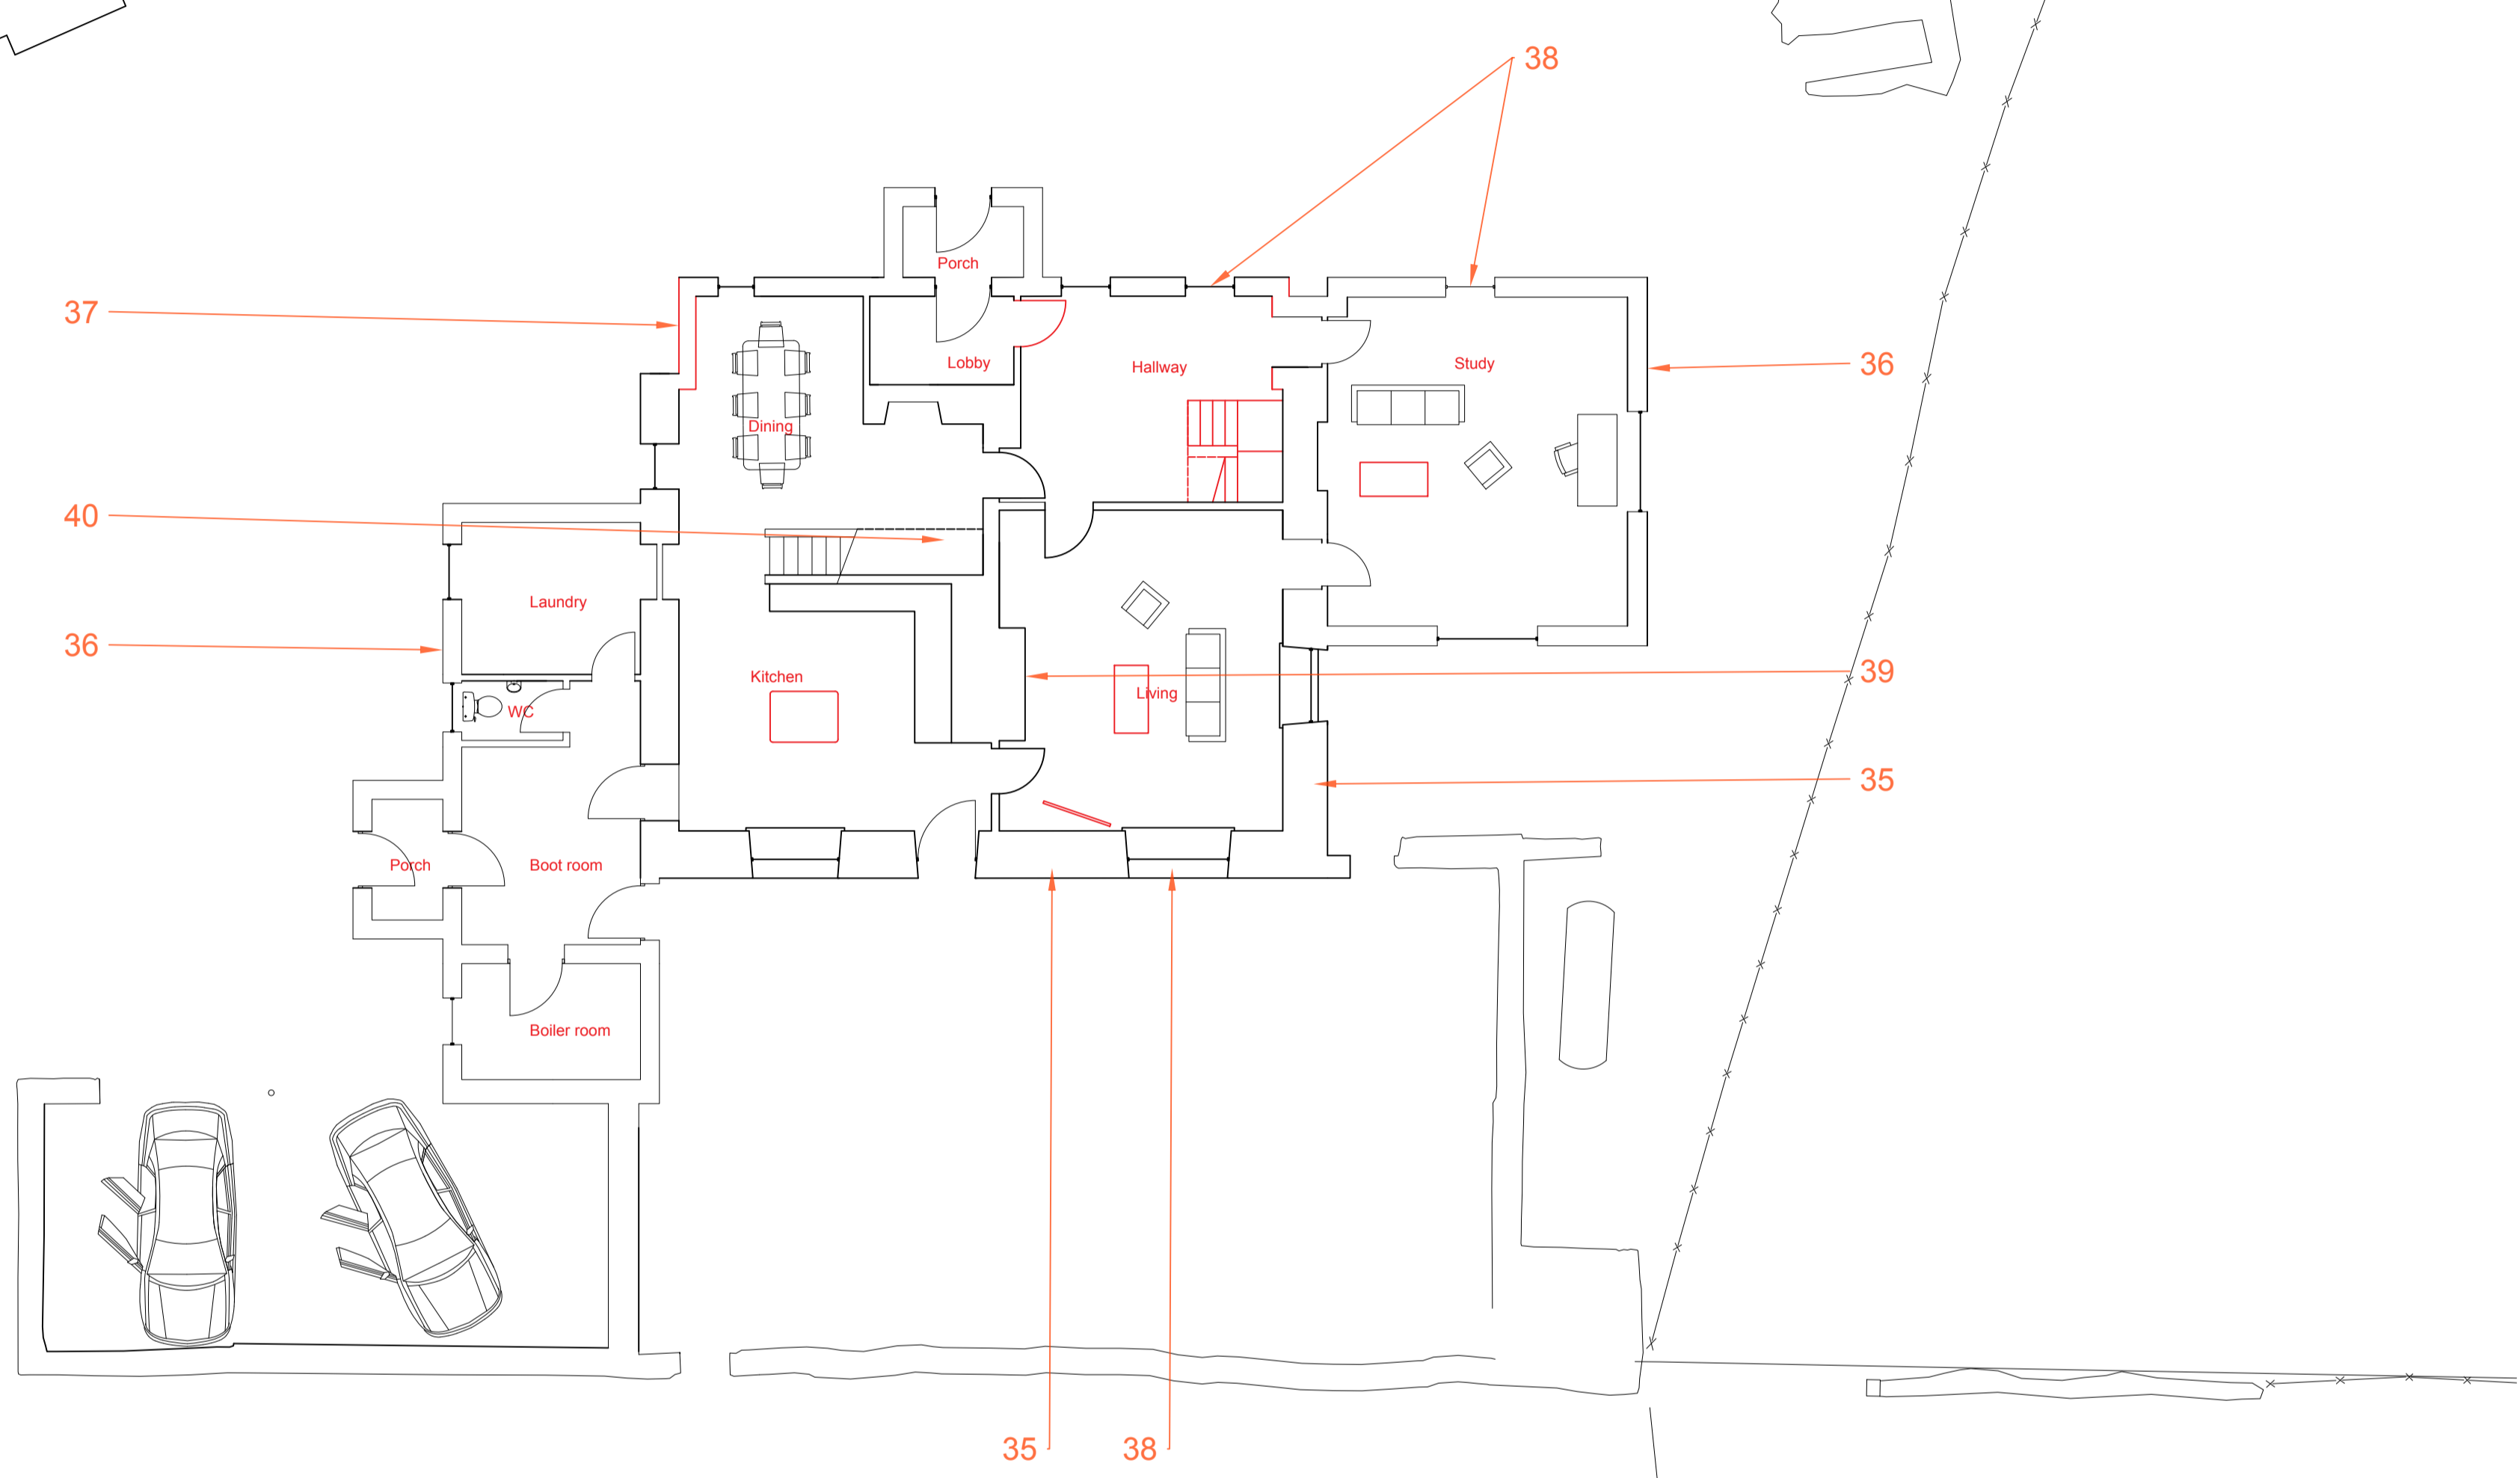 38
Porch
37
Lobby
Hallway
Study
36
Dining
40
Laundry
36
Kitchen
39
Living
WC
35
Porch
Boot room
Boiler room
35
38